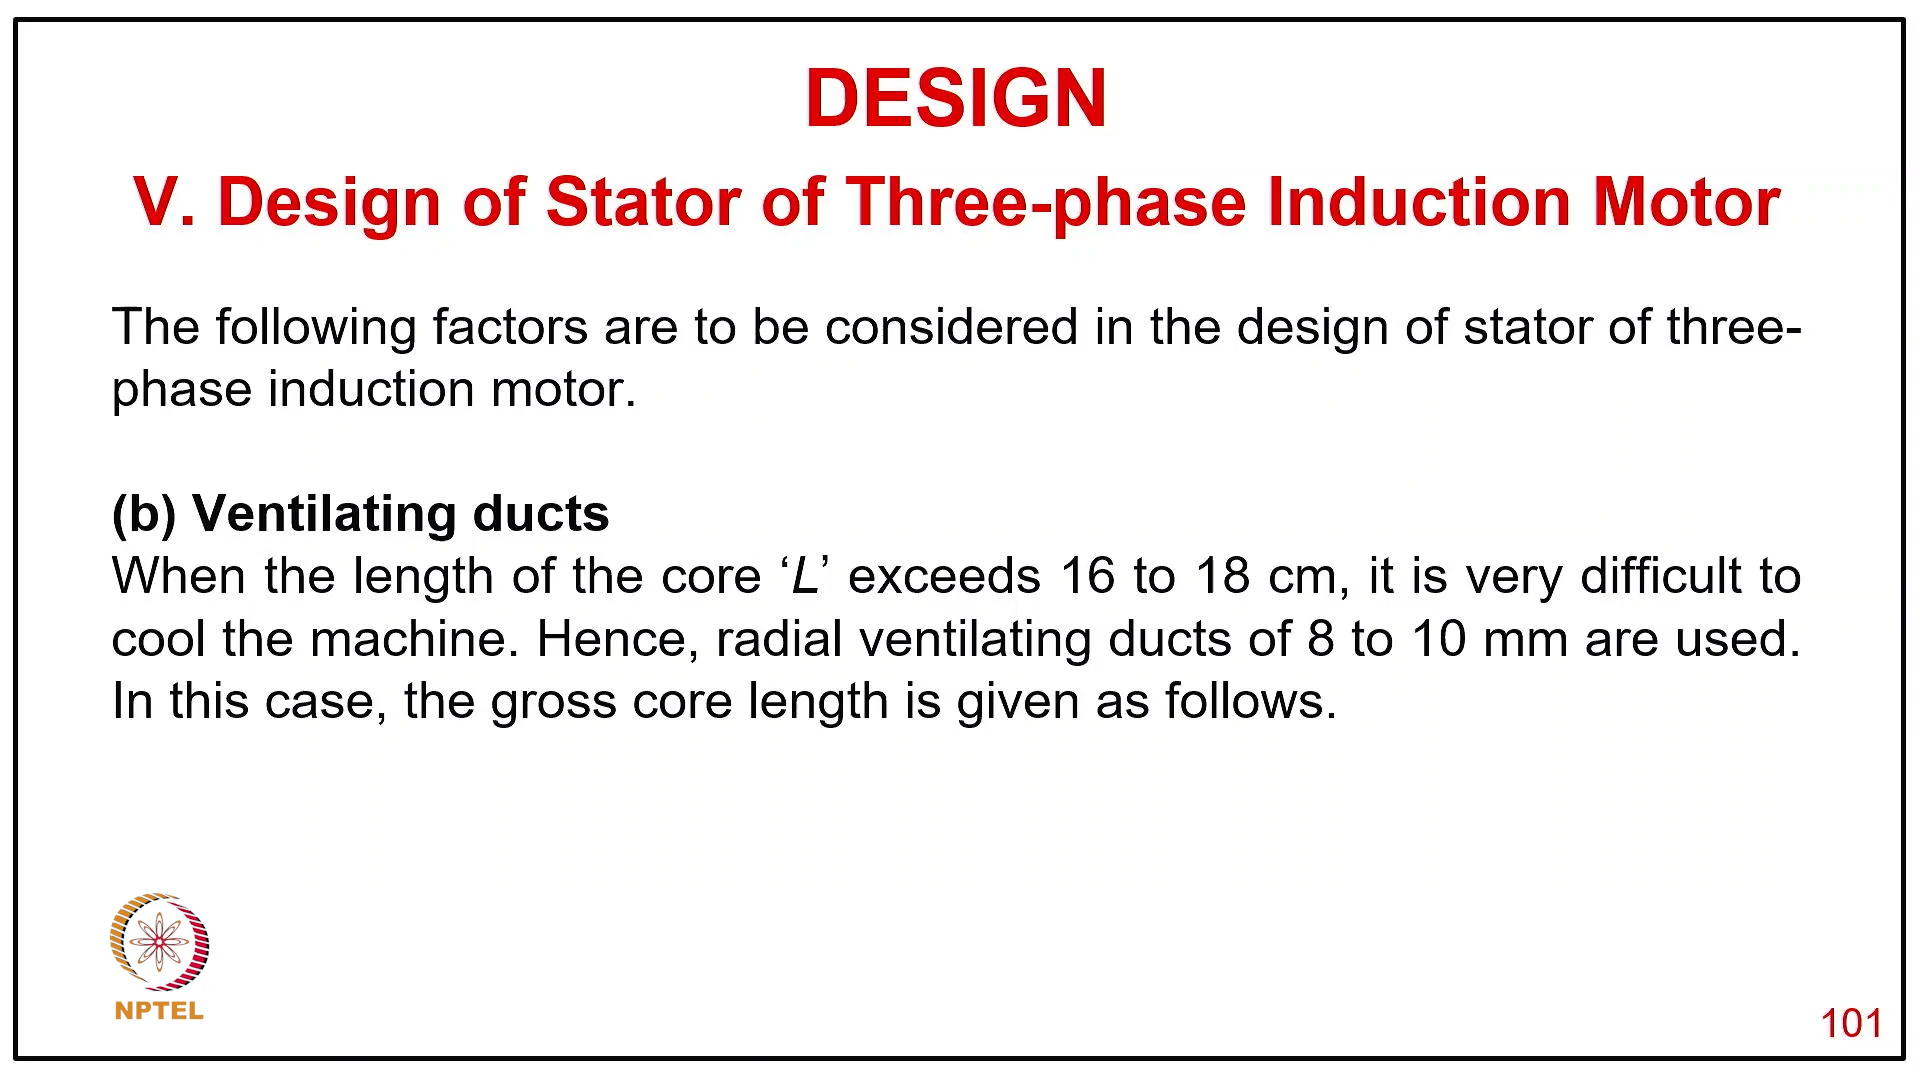 DESIGN
V. Design of Stator of Three-phase Induction Motor
The following factors are to be considered in the design of stator of three-
phase induction motor.
(b) Ventilating ducts
When the length of the core ‘L’ exceeds 16 to 18 cm, it is very difficult to
cool the machine. Hence, radial ventilating ducts of 8 to 10 mm are used.
In this case, the gross core length is given as follows.
NPTEL
101